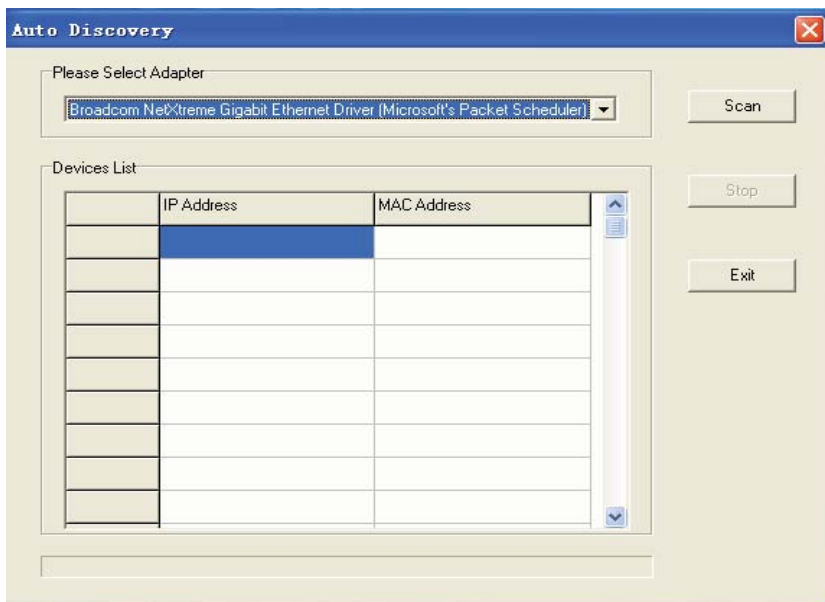 Auto Discovery
Please Select Adapter
Broadcom NetXtreme Gigabit Ethernet Driver (Microsoft's Packet Scheduler)
Scan
Devices List
IP Address MAC Address
Stop
Exit